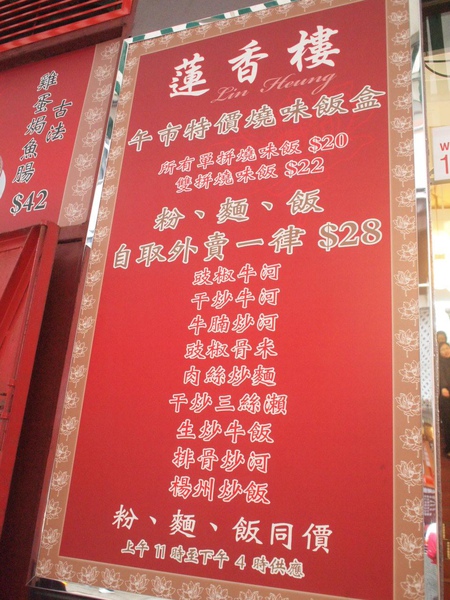 古法
雞蛋焗魚腸
$42
蓮香樓
Lin Heung
午市特價燒味飯盒
所有單拼燒味飯 $20
雙拼燒味飯 $22
粉、麵、飯
自取外賣一律 $28
豉椒牛河
干炒牛河
牛腩炒河
豉椒骨米
肉絲炒麵
干炒三絲瀨
生炒牛飯
排骨炒河
楊州炒飯
粉、麵、飯同價
上午 11 時至下午 4 時供應